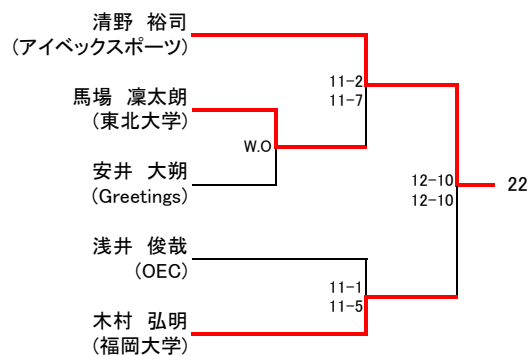 清野 裕司
(アイベックスポーツ)
11-2
11-7
馬場 凜太朗
(東北大学)
W.O
安井 大朔
(Greetings)
12-10
12-10
22
浅井 俊哉
(OEC)
11-1
11-5
木村 弘明
(福岡大学)